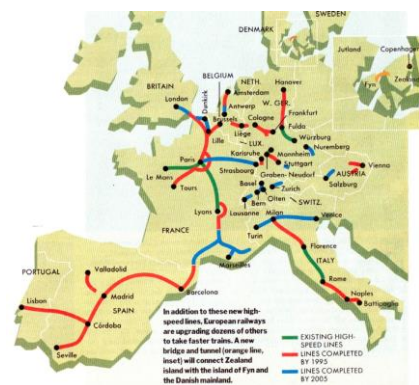 SWEDEN
DENMARK
Jutland
Copenhagen
Fyn
Zealand
BRITAIN
London
Dunkirk
BELGIUM
NETH.
Amsterdam
Antwerp
Brussels
Hanover
W. GER.
Cologne
Liège
Lille
LUX.
Frankfurt
Fulda
Würzburg
Nuremberg
Paris
Karlsruhe
Mannheim
Stuttgart
Strasbourg
Graben-Neudorf
Vienna
AUSTRIA
Salzburg
Le Mans
Tours
Basel
Zurich
Olten
Bern
SWITZ.
Lausanne
Lyons
Milan
Venice
Turin
FRANCE
Marseilles
Florence
ITALY
Rome
Naples
Battipaglia
PORTUGAL
Valladolid
Lisbon
Madrid
SPAIN
Barcelona
Córdoba
Seville
In addition to these new high-
speed lines, European railways
are upgrading dozens of others
to take faster trains. A new
bridge and tunnel (orange line,
inset) will connect Zealand
island with the island of Fyn and
the Danish mainland.
EXISTING HIGH-
SPEED LINES
LINES COMPLETED
BY 1995
LINES COMPLETED
BY 2005